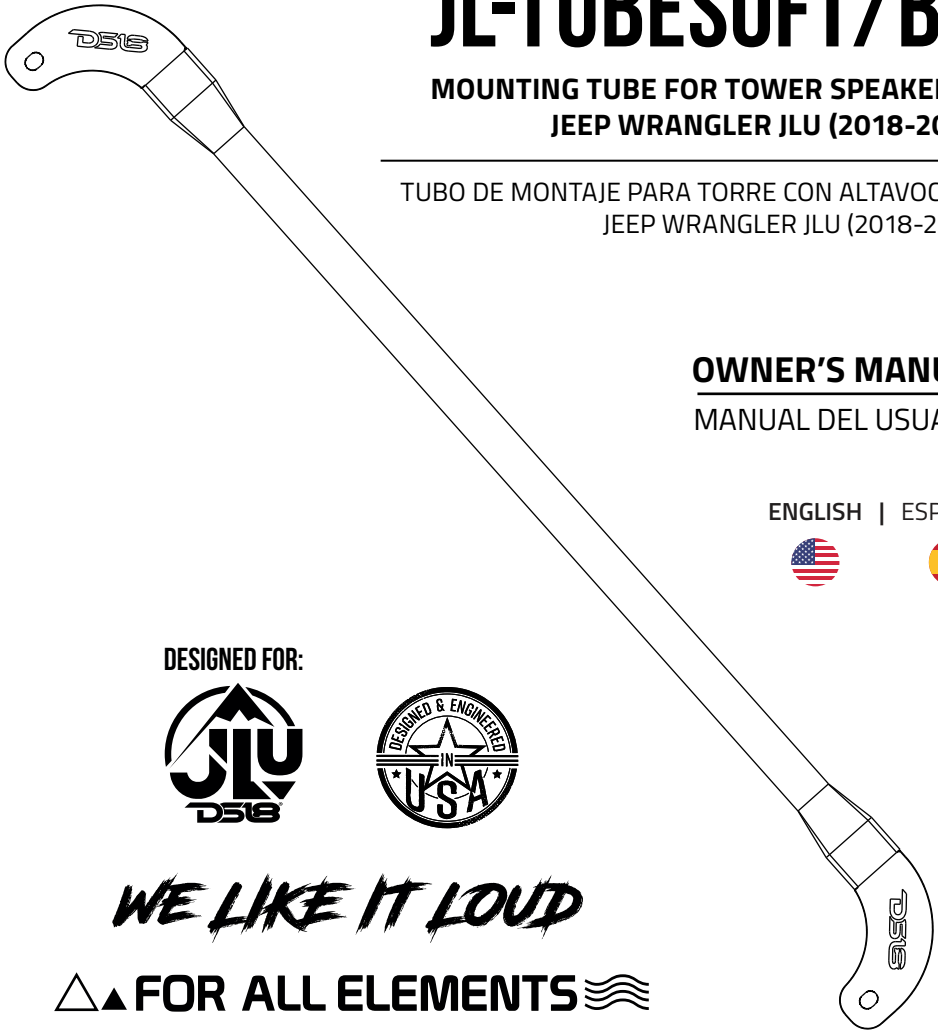 DS18
JL-TUBESOFT/B
MOUNTING TUBE FOR TOWER SPEAKE
JEEP WRANGLER JLU (2018-20
TUBO DE MONTAJE PARA TORRE CON ALTAVOC
JEEP WRANGLER JLU (2018-2
OWNER’S MANU
MANUAL DEL USUA
ENGLISH | ESP
DESIGNED FOR:
JLU
DS18
DESIGNED & ENGINEERED
IN
USA
WE LIKE IT LOUD
FOR ALL ELEMENTS
DS18